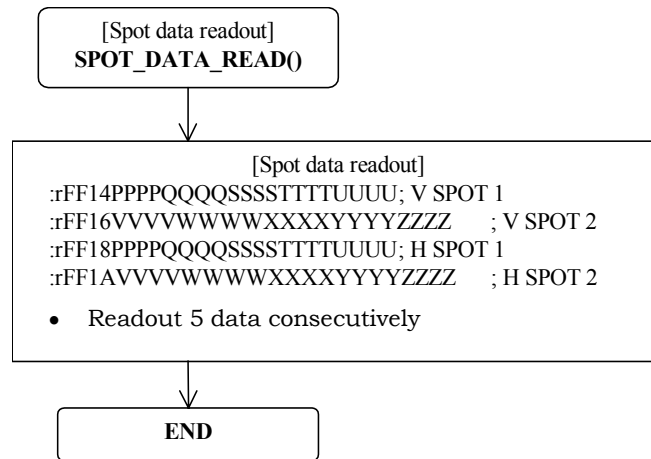 [Spot data readout]
SPOT_DATA_READ()
[Spot data readout]
:rFF14PPPPQQQQSSSSTTTTUUUU; V SPOT 1
:rFF16VVVVWWWWXXXXYYYYZZZZ ; V SPOT 2
:rFF18PPPPQQQQSSSSTTTTUUUU; H SPOT 1
:rFF1AVVVVWWWWXXXXYYYYZZZZ ; H SPOT 2
• Readout 5 data consecutively
END